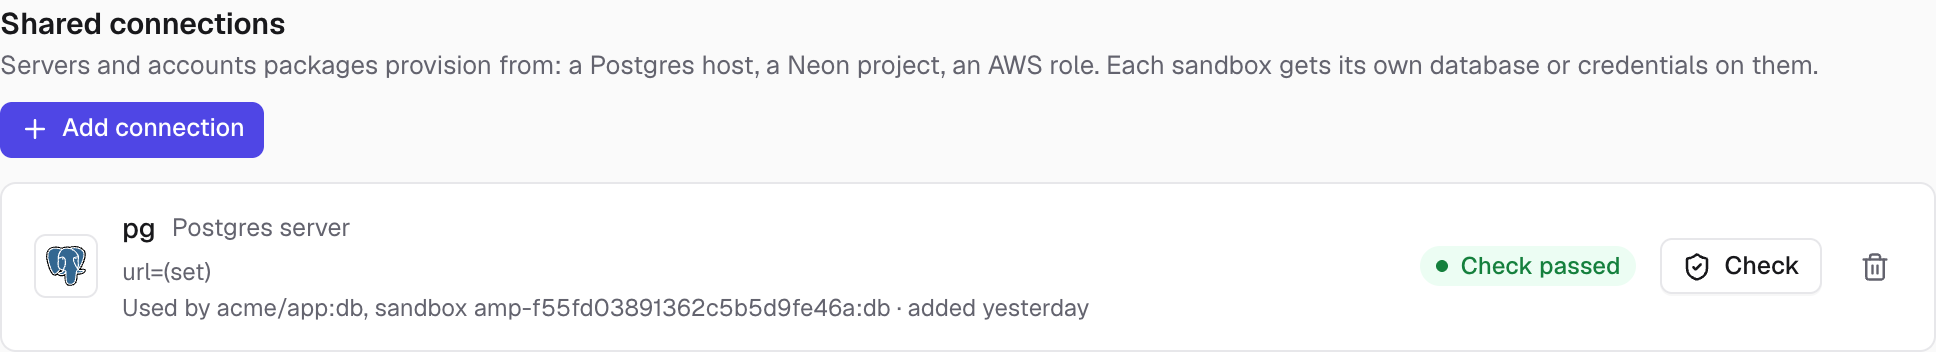 Shared connections
Servers and accounts packages provision from: a Postgres host, a Neon project, an AWS role. Each sandbox gets its own database or credentials on them.
Add connection
pg Postgres server
url=(set)
Used by acme/app:db, sandbox amp-f55fd03891362c5b5d9fe46a:db · added yesterday
Check passed
Check